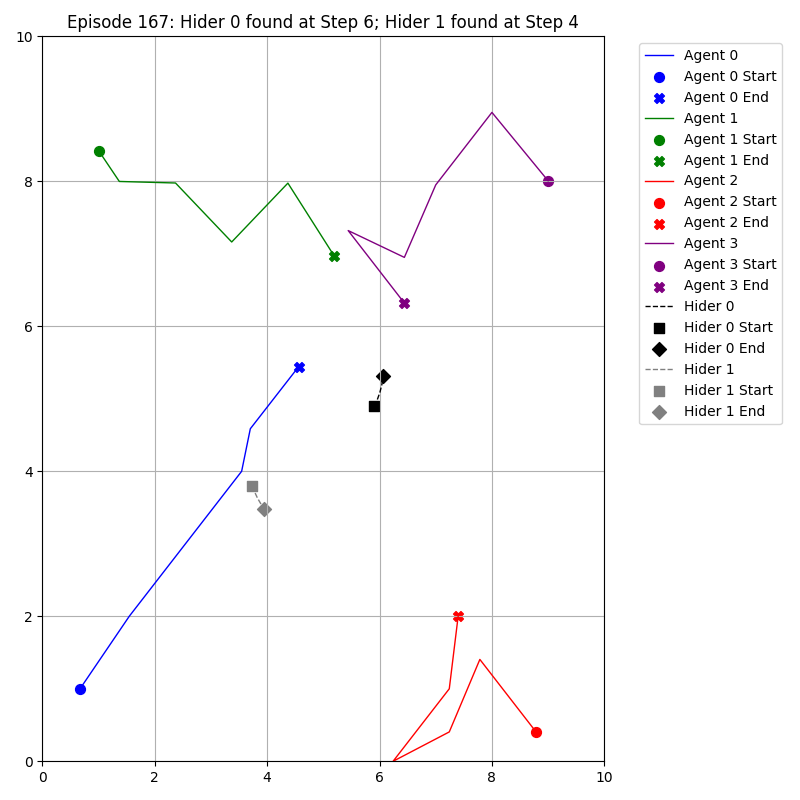 Episode 167: Hider 0 found at Step 6; Hider 1 found at Step 4
10
8
6
4
2
0
0 2 4 6 8 10
Agent 0
Agent 0 Start
Agent 0 End
Agent 1
Agent 1 Start
Agent 1 End
Agent 2
Agent 2 Start
Agent 2 End
Agent 3
Agent 3 Start
Agent 3 End
Hider 0
Hider 0 Start
Hider 0 End
Hider 1
Hider 1 Start
Hider 1 End